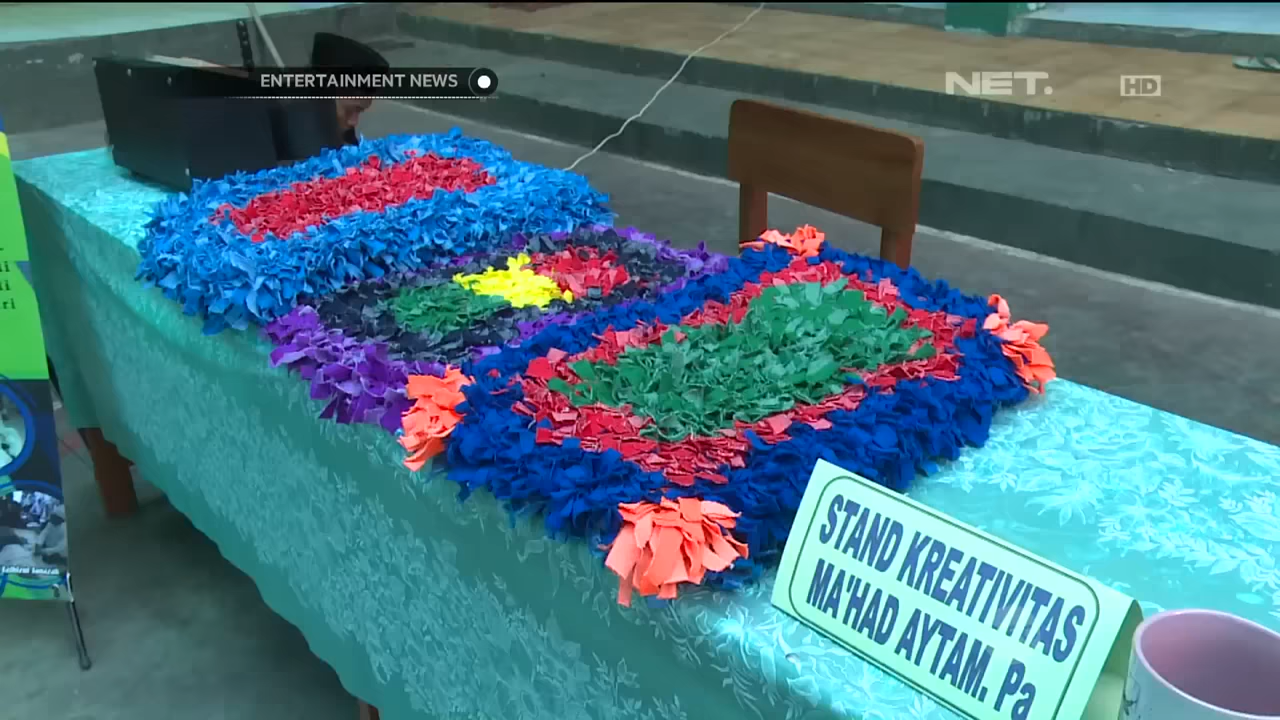 ENTERTAINMENT NEWS
NET.
HD
STAND KREATIVITAS
MA'HAD AYTAM. Pa